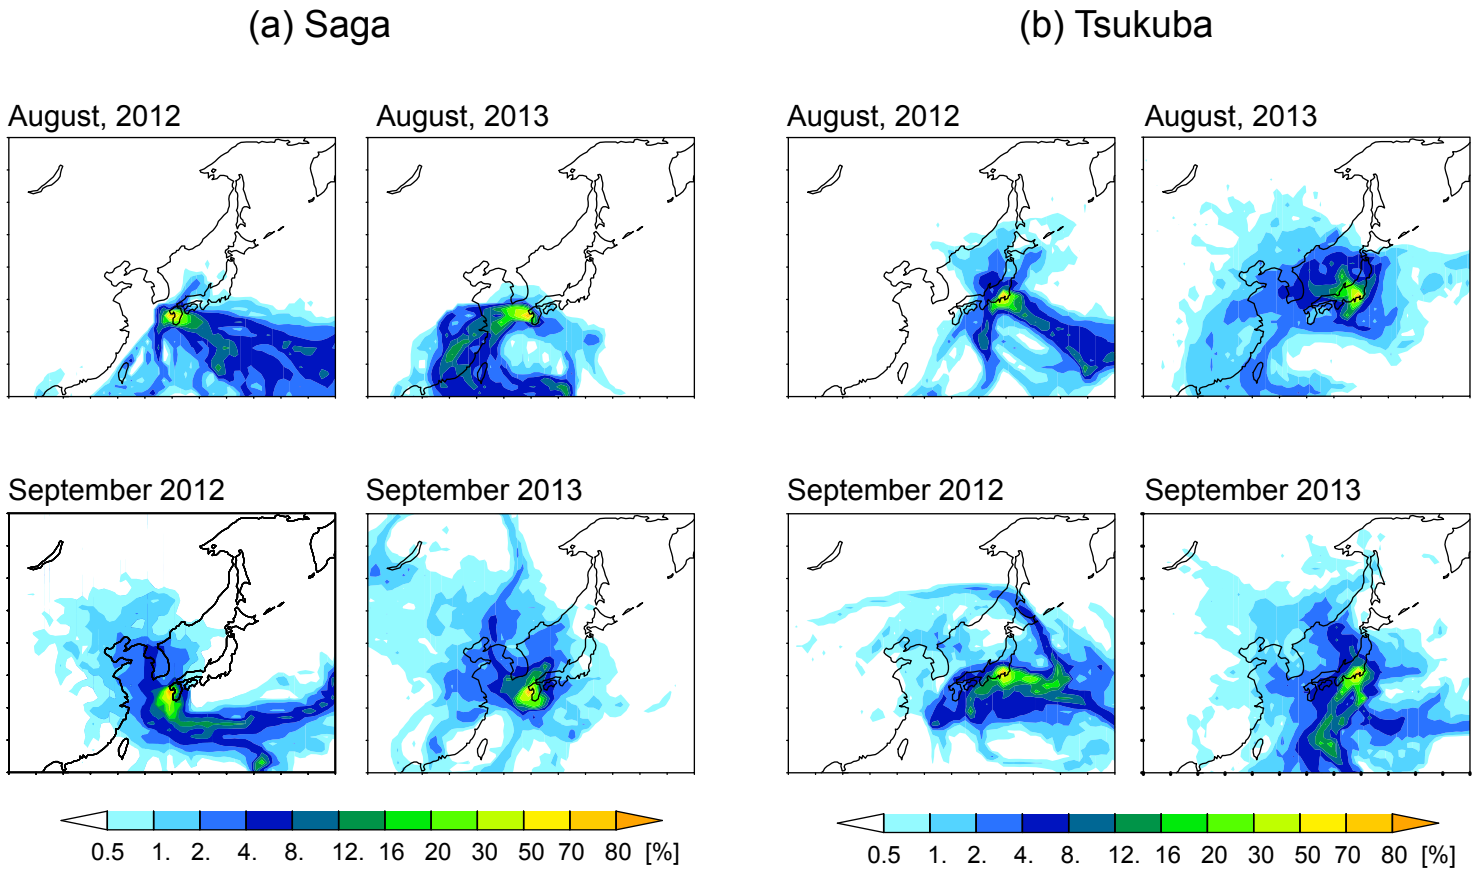 (a) Saga
(b) Tsukuba
August, 2012
August, 2013
August, 2012
August, 2013
September 2012
September 2013
September 2012
September 2013
0.5 1. 2. 4. 8. 12. 16 20 30 50 70 80 [%]
0.5 1. 2. 4. 8. 12. 16 20 30 50 70 80 [%]